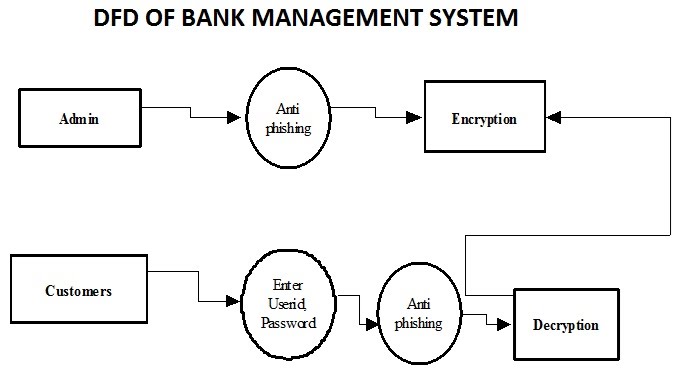 DFD OF BANK MANAGEMENT SYSTEM
Admin
Anti
phishing
Encryption
Customers
Enter
Userid,
Password
Anti
phishing
Decryption